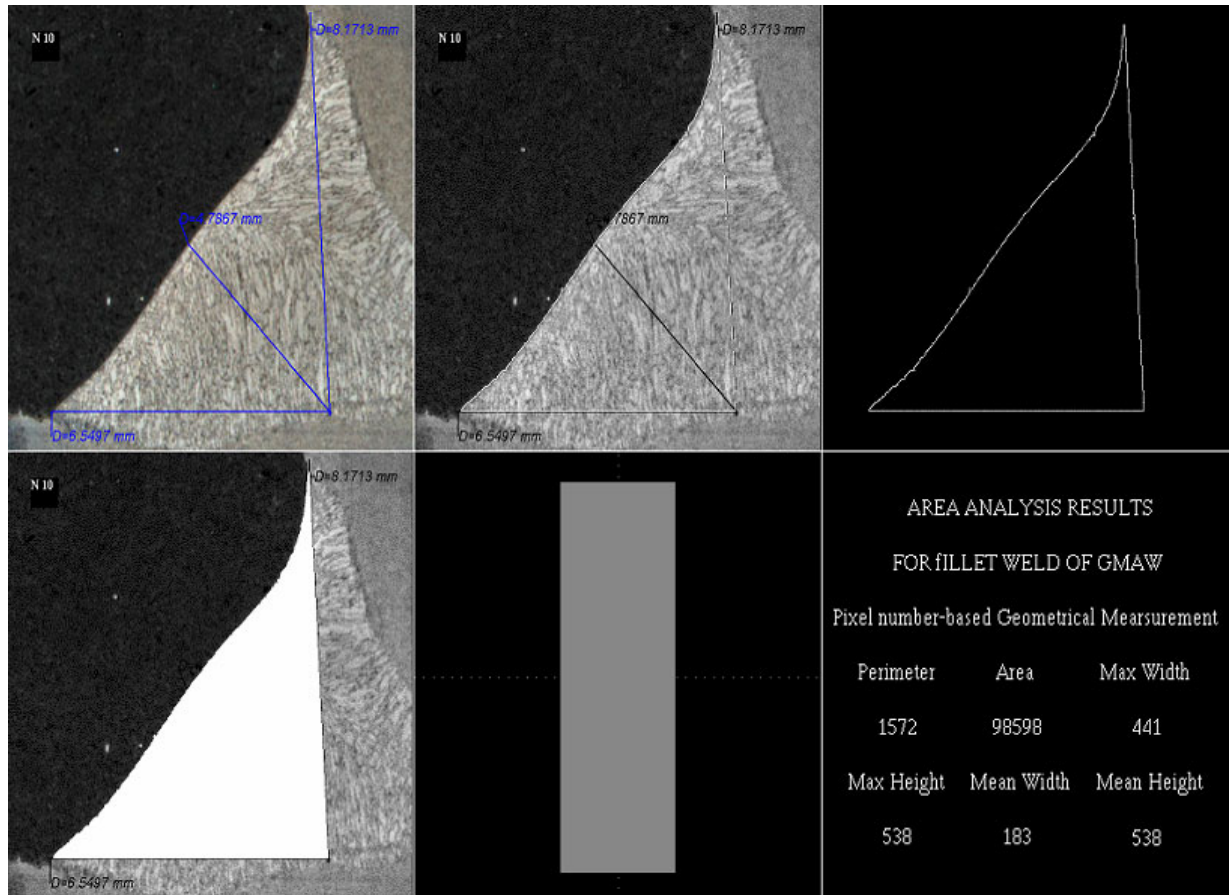 N 10
D=8.1713 mm
D=4.7867 mm
D=6.5497 mm
N 10
D=8.1713 mm
D=4.7867 mm
D=6.5497 mm
N 10
D=8.1713 mm
D=6.5497 mm
AREA ANALYSIS RESULTS
FOR fILLET WELD OF GMAW
Pixel number-based Geometrical Mearsurement
Perimeter Area Max Width
1572 98598 441
Max Height Mean Width Mean Height
538 183 538